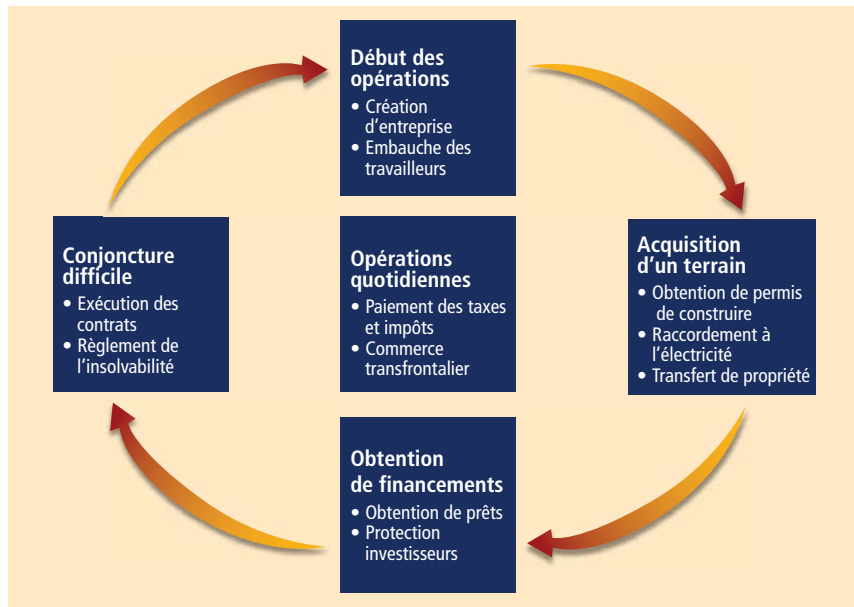 Début des
opérations
• Création
d'entreprise
• Embauche des
travailleurs
Conjoncture
difficile
• Exécution des
contrats
• Règlement de
l'insolvabilité
Opérations
quotidiennes
• Paiement des taxes
et impôts
• Commerce
transfrontalier
Acquisition
d'un terrain
• Obtention de permis
de construire
• Raccordement à
l'électricité
• Transfert de propriété
Obtention
de financements
• Obtention de prêts
• Protection
investisseurs